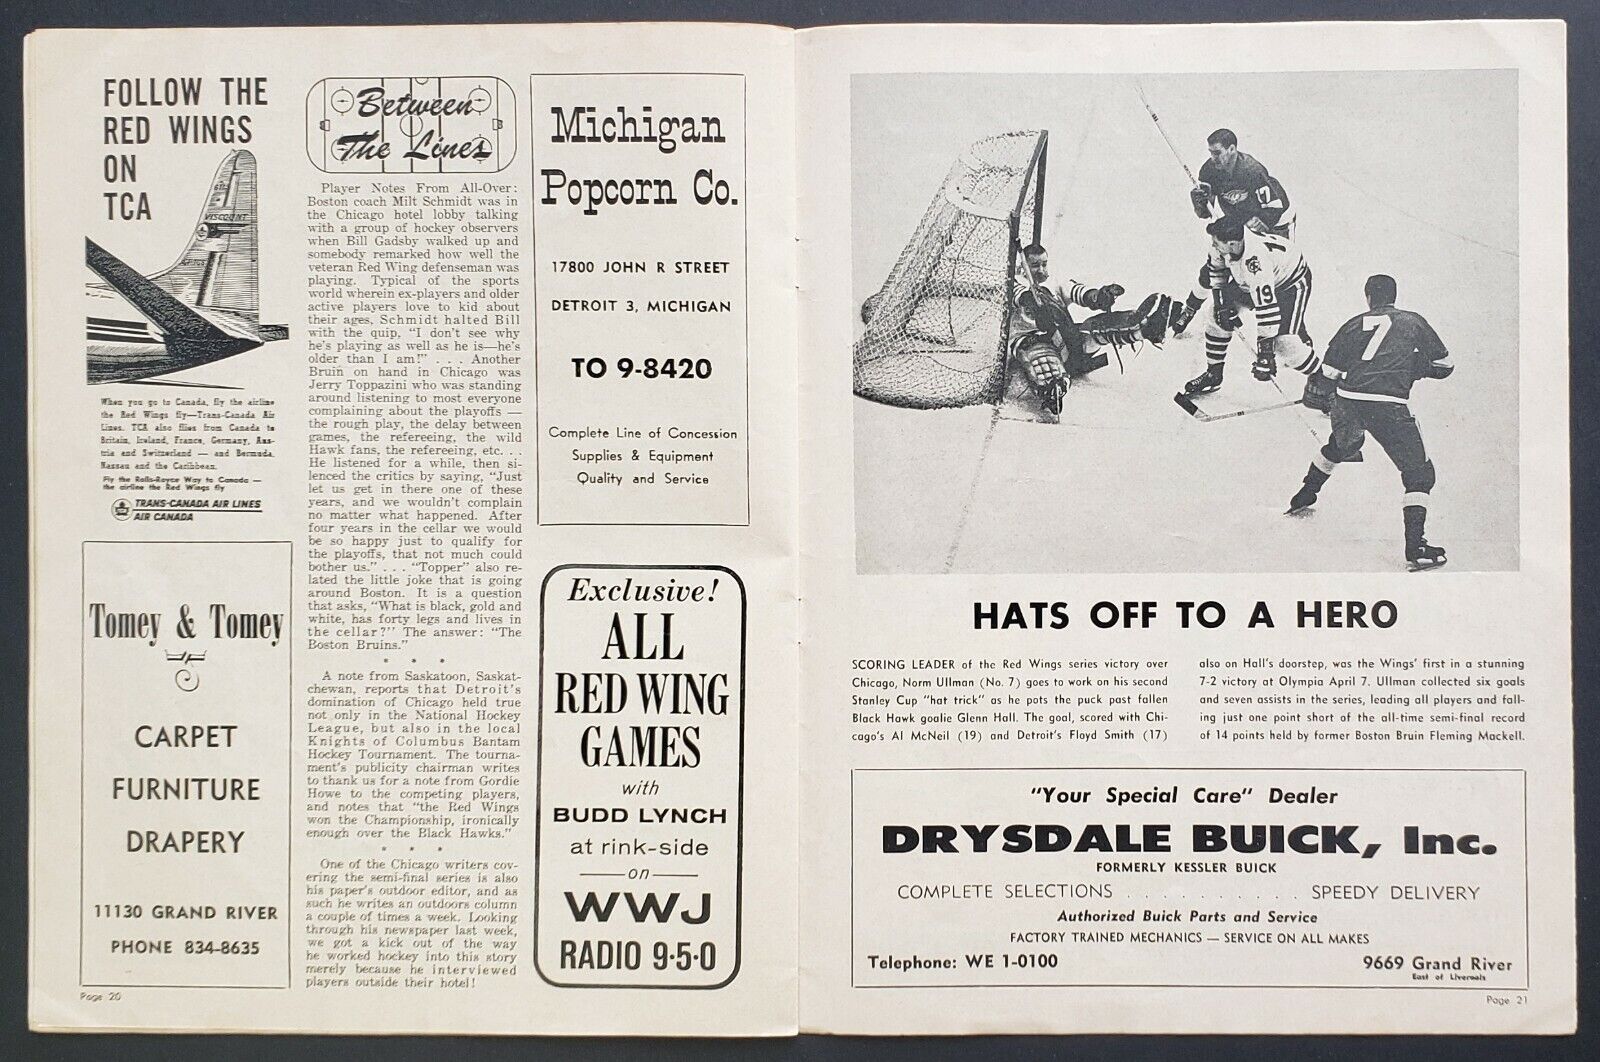 FOLLOW THE
RED WINGS
ON
TCA
VISCOUNT
When you go to Canada, fly the airline
the Red Wings fly—Trans-Canada Air
Lines. TCA also flies from Canada to
Britain, Ireland, France, Germany, Aus-
tria and Switzerland — and Bermuda,
Nassau and the Caribbean.
Fly the Rolls-Royce Way to Canada —
the airline the Red Wings fly
TRANS-CANADA AIR LINES
AIR CANADA
Tomey & Tomey
CARPET
FURNITURE
DRAPERY
11130 GRAND RIVER
PHONE 834-8635
Page 20
Between
The Lines
Player Notes From All-Over:
Boston coach Milt Schmidt was in
the Chicago hotel lobby talking
with a group of hockey observers
when Bill Gadsby walked up and
somebody remarked how well the
veteran Red Wing defenseman was
playing. Typical of the sports
world wherein ex-players and older
active players love to kid about
their ages, Schmidt halted Bill
with the quip, "I don't see why
he's playing as well as he is—he's
older than I am!" . . . Another
Bruin on hand in Chicago was
Jerry Toppazini who was standing
around listening to most everyone
complaining about the playoffs —
the rough play, the delay between
games, the refereeing, the wild
Hawk fans, the refereeing, etc. . .
He listened for a while, then si-
lenced the critics by saying, "Just
let us get in there one of these
years, and we wouldn't complain
no matter what happened. After
four years in the cellar we would
be so happy just to qualify for
the playoffs, that not much could
bother us." . . . "Topper" also re-
lated the little joke that is going
around Boston. It is a question
that asks, "What is black, gold and
white, has forty legs and lives in
the cellar?" The answer: "The
Boston Bruins."
* * *
A note from Saskatoon, Saskat-
chewan, reports that Detroit's
domination of Chicago held true
not only in the National Hockey
League, but also in the local
Knights of Columbus Bantam
Hockey Tournament. The tourna-
ment's publicity chairman writes
to thank us for a note from Gordie
Howe to the competing players,
and notes that "the Red Wings
won the Championship, ironically
enough over the Black Hawks."
* * *
One of the Chicago writers cov-
ering the semi-final series is also
his paper's outdoor editor, and as
such he writes an outdoors column
a couple of times a week. Looking
through his newspaper last week,
we got a kick out of the way
he worked hockey into this story
merely because he interviewed
players outside their hotel!
Michigan
Popcorn Co.
17800 JOHN R STREET
DETROIT 3, MICHIGAN
TO 9-8420
Complete Line of Concession
Supplies & Equipment
Quality and Service
Exclusive!
ALL
RED WING
GAMES
with
BUDD LYNCH
at rink-side
on
WWJ
RADIO 9·5·0
17
19
7
HATS OFF TO A HERO
SCORING LEADER of the Red Wings series victory over
Chicago, Norm Ullman (No. 7) goes to work on his second
Stanley Cup "hat trick" as he pots the puck past fallen
Black Hawk goalie Glenn Hall. The goal, scored with Chi-
cago's Al McNeil (19) and Detroit's Floyd Smith (17)
also on Hall's doorstep, was the Wings' first in a stunning
7-2 victory at Olympia April 7. Ullman collected six goals
and seven assists in the series, leading all players and fall-
ing just one point short of the all-time semi-final record
of 14 points held by former Boston Bruin Fleming Mackell.
"Your Special Care" Dealer
DRYSDALE BUICK, Inc.
FORMERLY KESSLER BUICK
COMPLETE SELECTIONS . . . . . . . . . . SPEEDY DELIVERY
Authorized Buick Parts and Service
FACTORY TRAINED MECHANICS — SERVICE ON ALL MAKES
Telephone: WE 1-0100
9669 Grand River
East of Livernois
Page 21